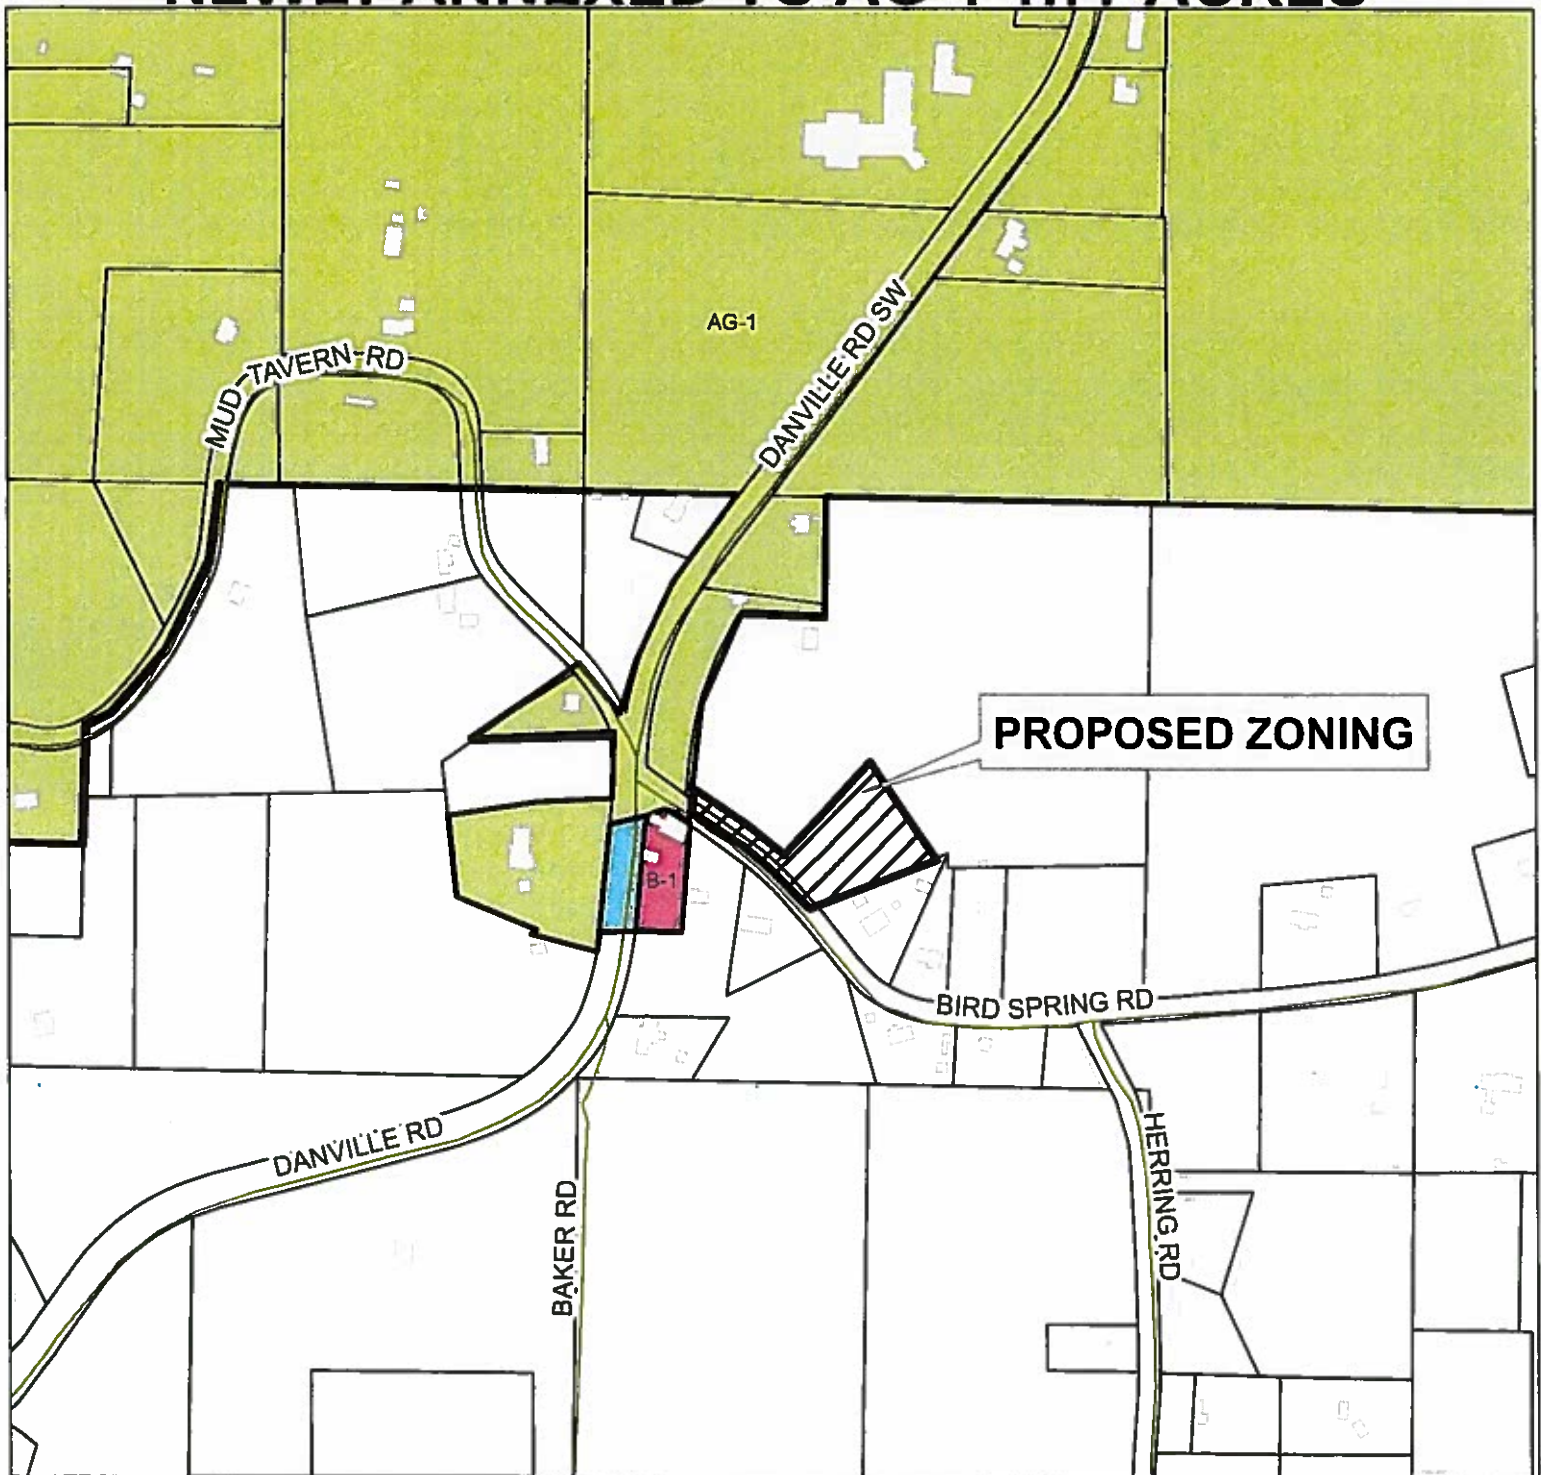 AG-1
DANVILLE RD SW
MUD TAVERN RD
PROPOSED ZONING
B-1
BIRD SPRING RD
DANVILLE RD
HERRING RD
BAKER RD